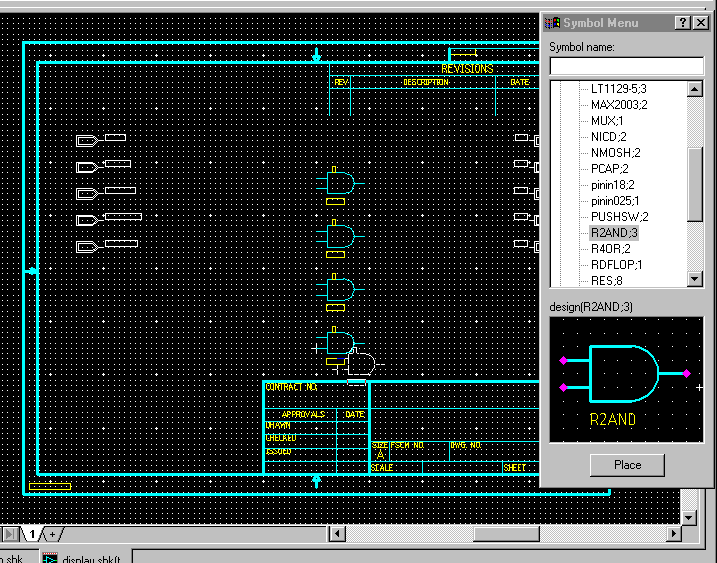 Symbol Menu
Symbol name:
LT1129-5;3
MAX2003;2
MUX;1
NICD;2
NMOSH;2
PCAP;2
pinin18;2
pinin025;1
PUSHSW;2
R2AND;3
R4OR;2
RDFLOP;1
RES;8
design(R2AND;3)
R2AND
Place
REVISIONS
REV DESCRIPTION DATE
CONTRACT NO.
APPROVALS DATE
DRAWN
CHECKED
ISSUED
SIZE FSCM NO. DWG. NO.
A
SCALE SHEET
1 +
display.shk(1